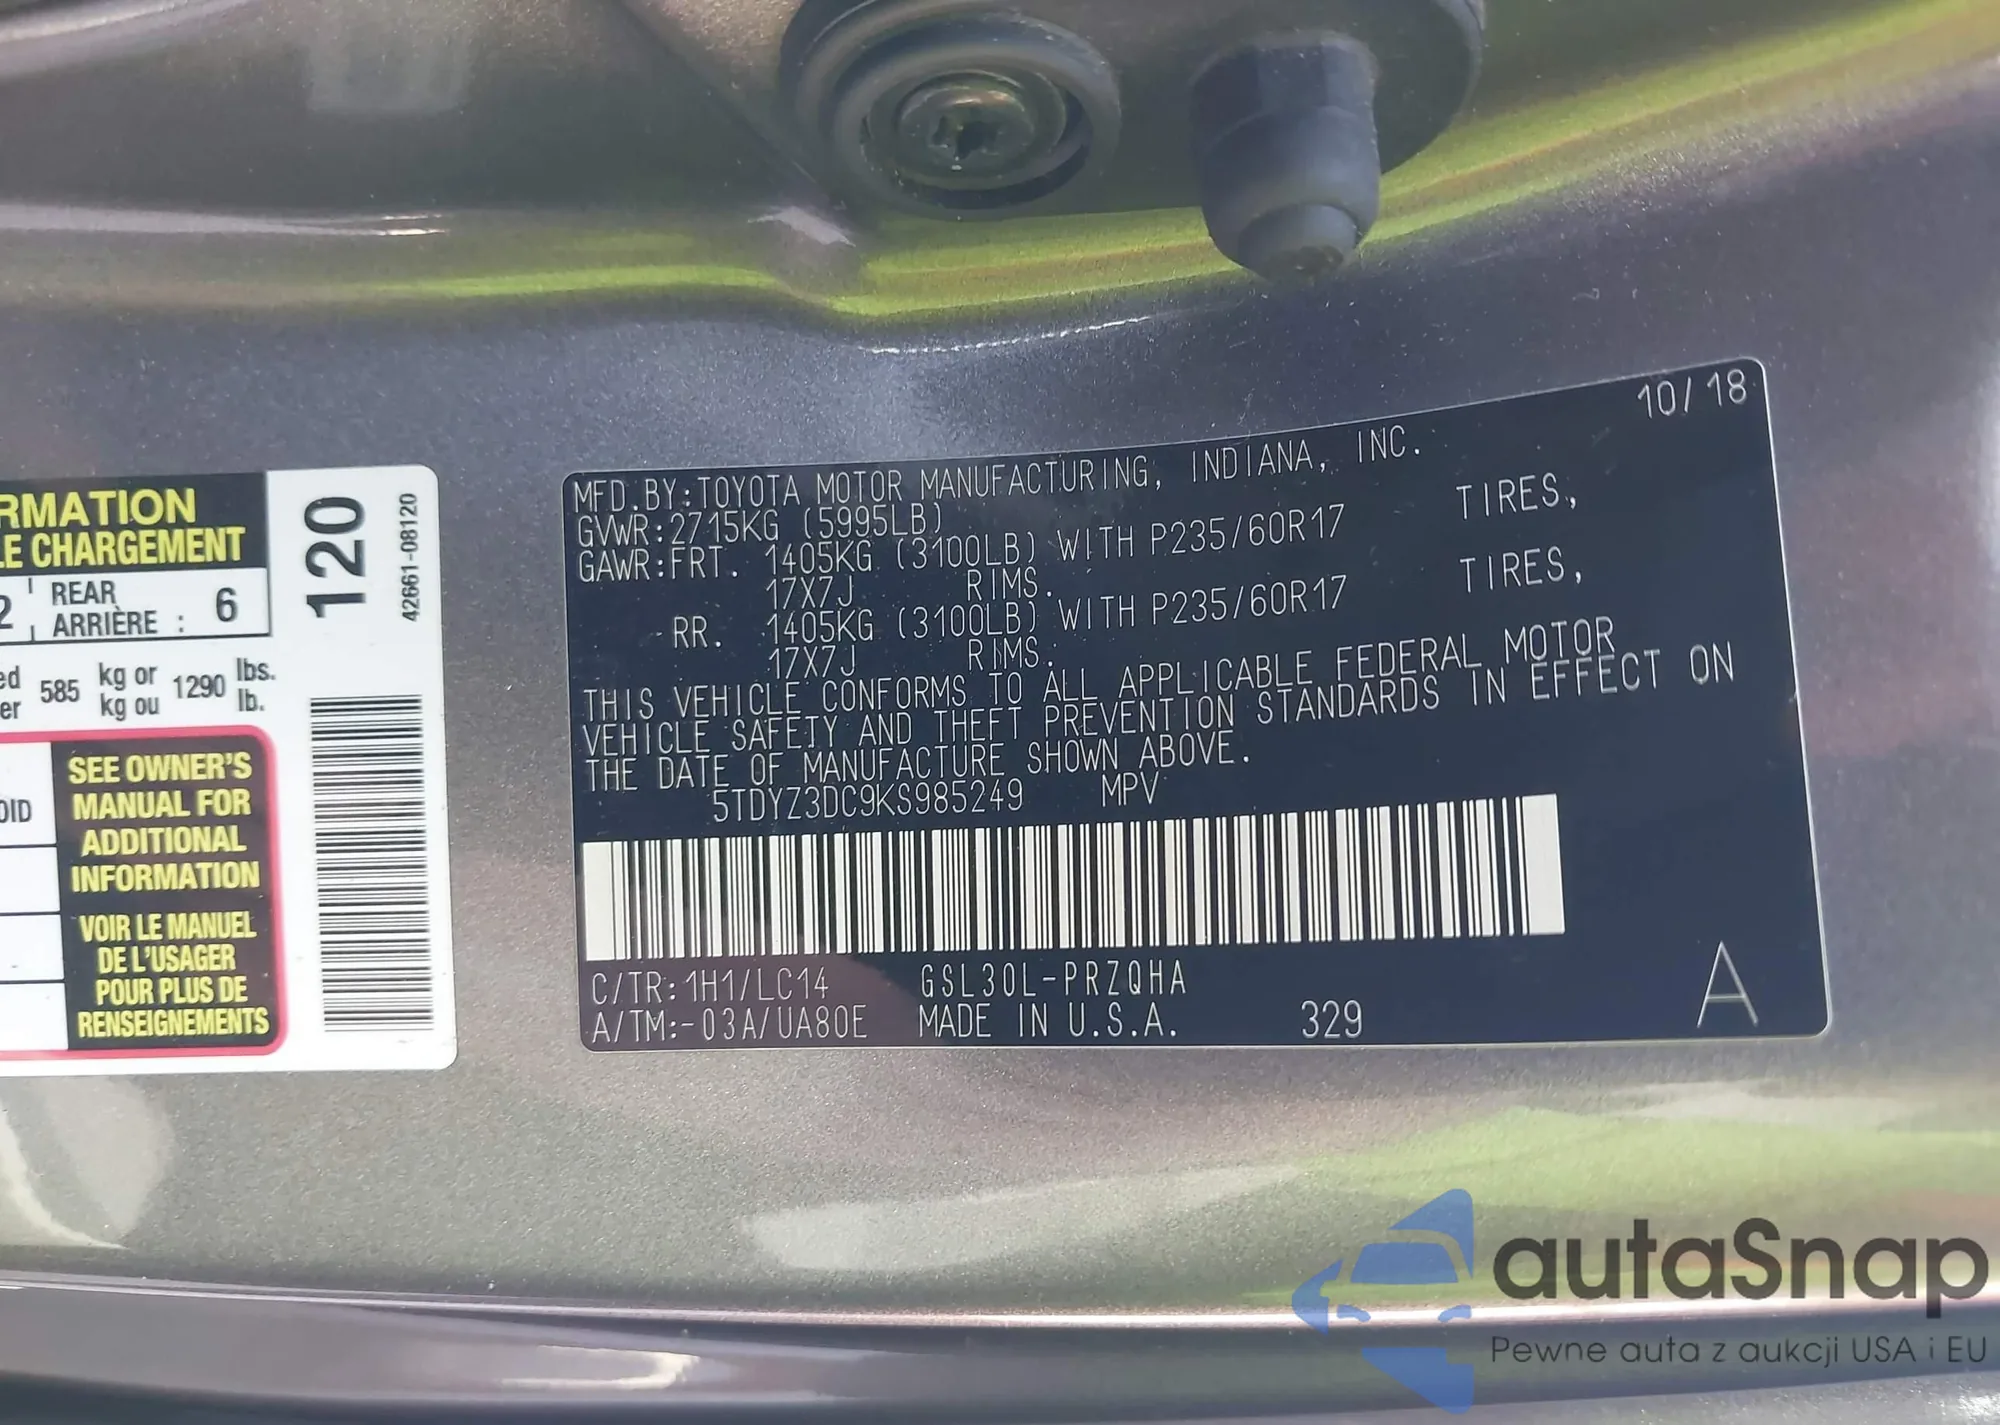 RMATION
LE CHARGEMENT
2 REAR
ARRIÈRE : 6
ed
er 585 kg or
kg ou 1290 lbs.
lb.
OID
SEE OWNER'S
MANUAL FOR
ADDITIONAL
INFORMATION
VOIR LE MANUEL
DE L'USAGER
POUR PLUS DE
RENSEIGNEMENTS
120
42661-08120
10/18
MFD.BY:TOYOTA MOTOR MANUFACTURING, INDIANA, INC.
GVWR:2715KG (5995LB)
GAWR:FRT. 1405KG (3100LB) WITH P235/60R17 TIRES,
17X7J RIMS.
RR. 1405KG (3100LB) WITH P235/60R17 TIRES,
17X7J RIMS.
THIS VEHICLE CONFORMS TO ALL APPLICABLE FEDERAL MOTOR
VEHICLE SAFETY AND THEFT PREVENTION STANDARDS IN EFFECT ON
THE DATE OF MANUFACTURE SHOWN ABOVE.
5TDYZ3DC9KS985249 MPV
C/TR:1H1/LC14 GSL30L-PRZQHA
A/TM:-03A/UA80E MADE IN U.S.A. 329
A
autaSnap
Pewne auta z aukcji USA i EU